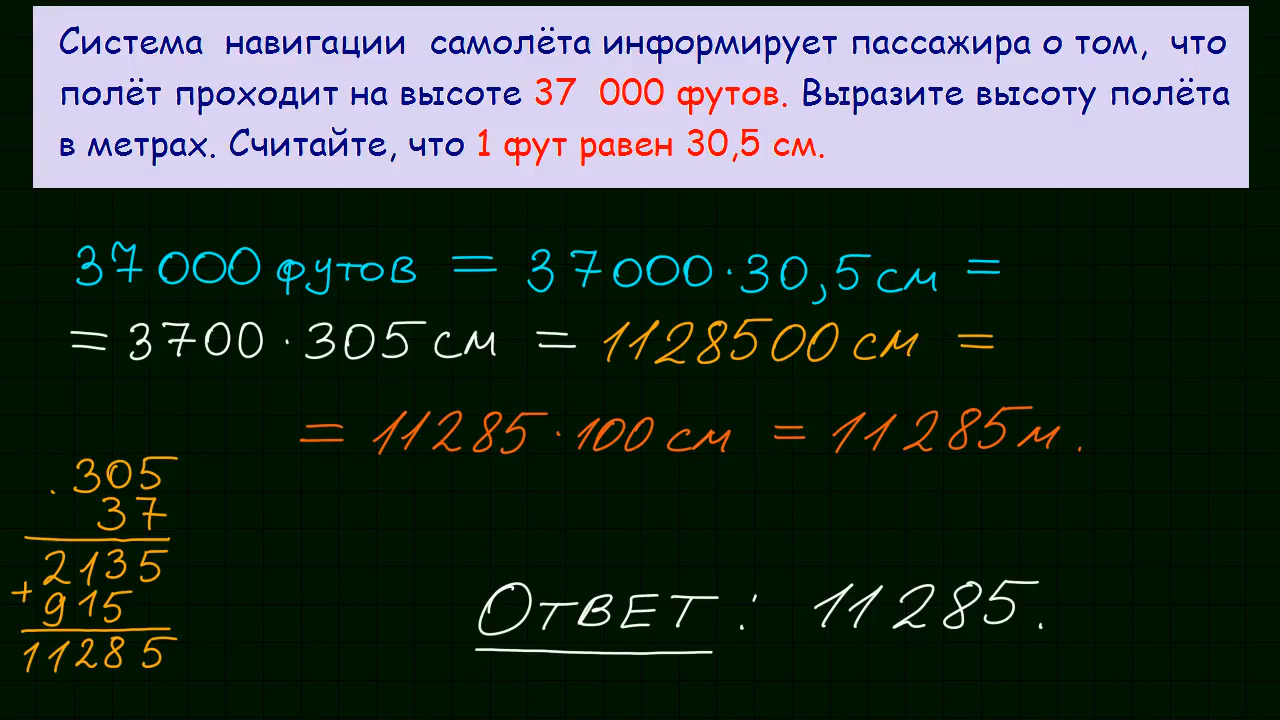 Система навигации самолёта информирует пассажира о том, что
полёт проходит на высоте 37 000 футов. Выразите высоту полёта
в метрах. Считайте, что 1 фут равен 30,5 см.
37000 футов = 37000·30,5 см =
= 3700·305 см = 1128500 см =
= 11285·100 см = 11285 м.
. 305
37
2135
+ 915
11285
Ответ: 11285.